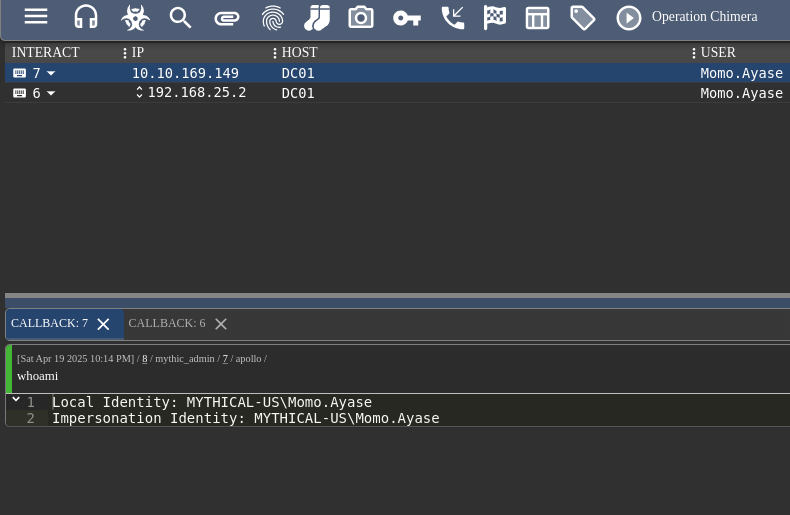 Operation Chimera
INTERACT IP HOST USER
7 10.10.169.149 DC01 Momo.Ayase
6 192.168.25.2 DC01 Momo.Ayase
CALLBACK: 7 CALLBACK: 6
[Sat Apr 19 2025 10:14 PM] / 8 / mythic_admin / 7 / apollo /
whoami
1 Local Identity: MYTHICAL-US\Momo.Ayase
2 Impersonation Identity: MYTHICAL-US\Momo.Ayase